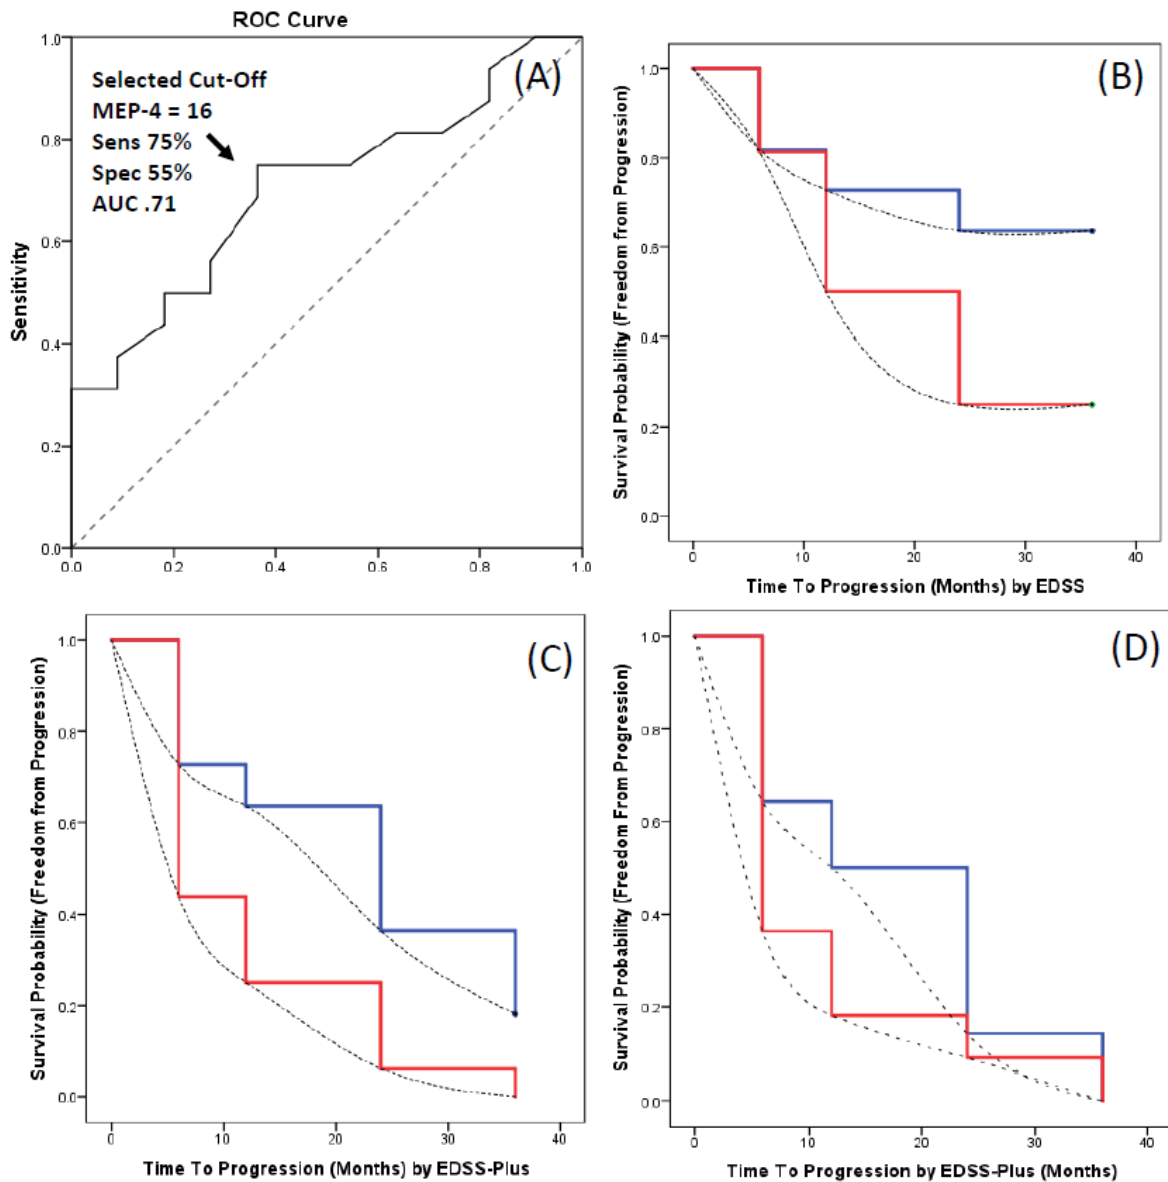 ROC Curve
(A)
Selected Cut-Off
MEP-4 = 16
Sens 75%
Spec 55%
AUC .71
Sensitivity
1.0
0.8
0.6
0.4
0.2
0.0
0.0 0.2 0.4 0.6 0.8 1.0
(B)
Survival Probability (Freedom from Progression)
1.0
0.8
0.6
0.4
0.2
0.0
0 10 20 30 40
Time To Progression (Months) by EDSS
(C)
Survival Probability (Freedom from Progression)
1.0
0.8
0.6
0.4
0.2
0.0
0 10 20 30 40
Time To Progression (Months) by EDSS-Plus
(D)
Survival Probability (Freedom From Progression)
1.0
0.8
0.6
0.4
0.2
0.0
0 10 20 30 40
Time To Progression by EDSS-Plus (Months)